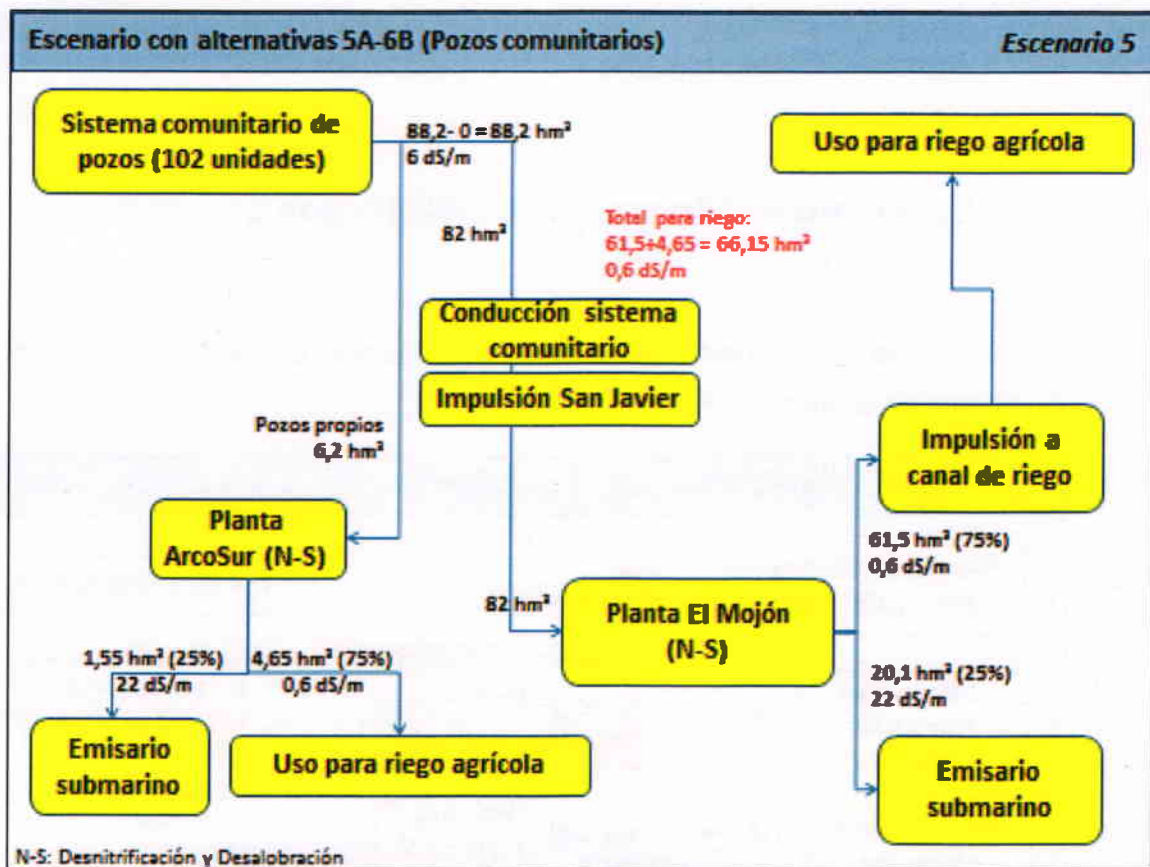 Escenario con alternativas 5A-6B (Pozos comunitarios)
Escenario 5
Sistema comunitario de
pozos (102 unidades)
88,2- 0 = 88,2 hm³
6 dS/m
Uso para riego agrícola
82 hm³
Total para riego:
61,5+4,65 = 66,15 hm³
0,6 dS/m
Conducción sistema
comunitario
Impulsión San Javier
Pozos propios
6,2 hm³
Impulsión a
canal de riego
Planta
ArcoSur (N-S)
61,5 hm³ (75%)
0,6 dS/m
82 hm³
Planta El Mojón
(N-S)
1,55 hm³ (25%)
22 dS/m
4,65 hm³ (75%)
0,6 dS/m
20,1 hm³ (25%)
22 dS/m
Emisario
submarino
Uso para riego agrícola
Emisario
submarino
N-S: Desnitrificación y Desalobración